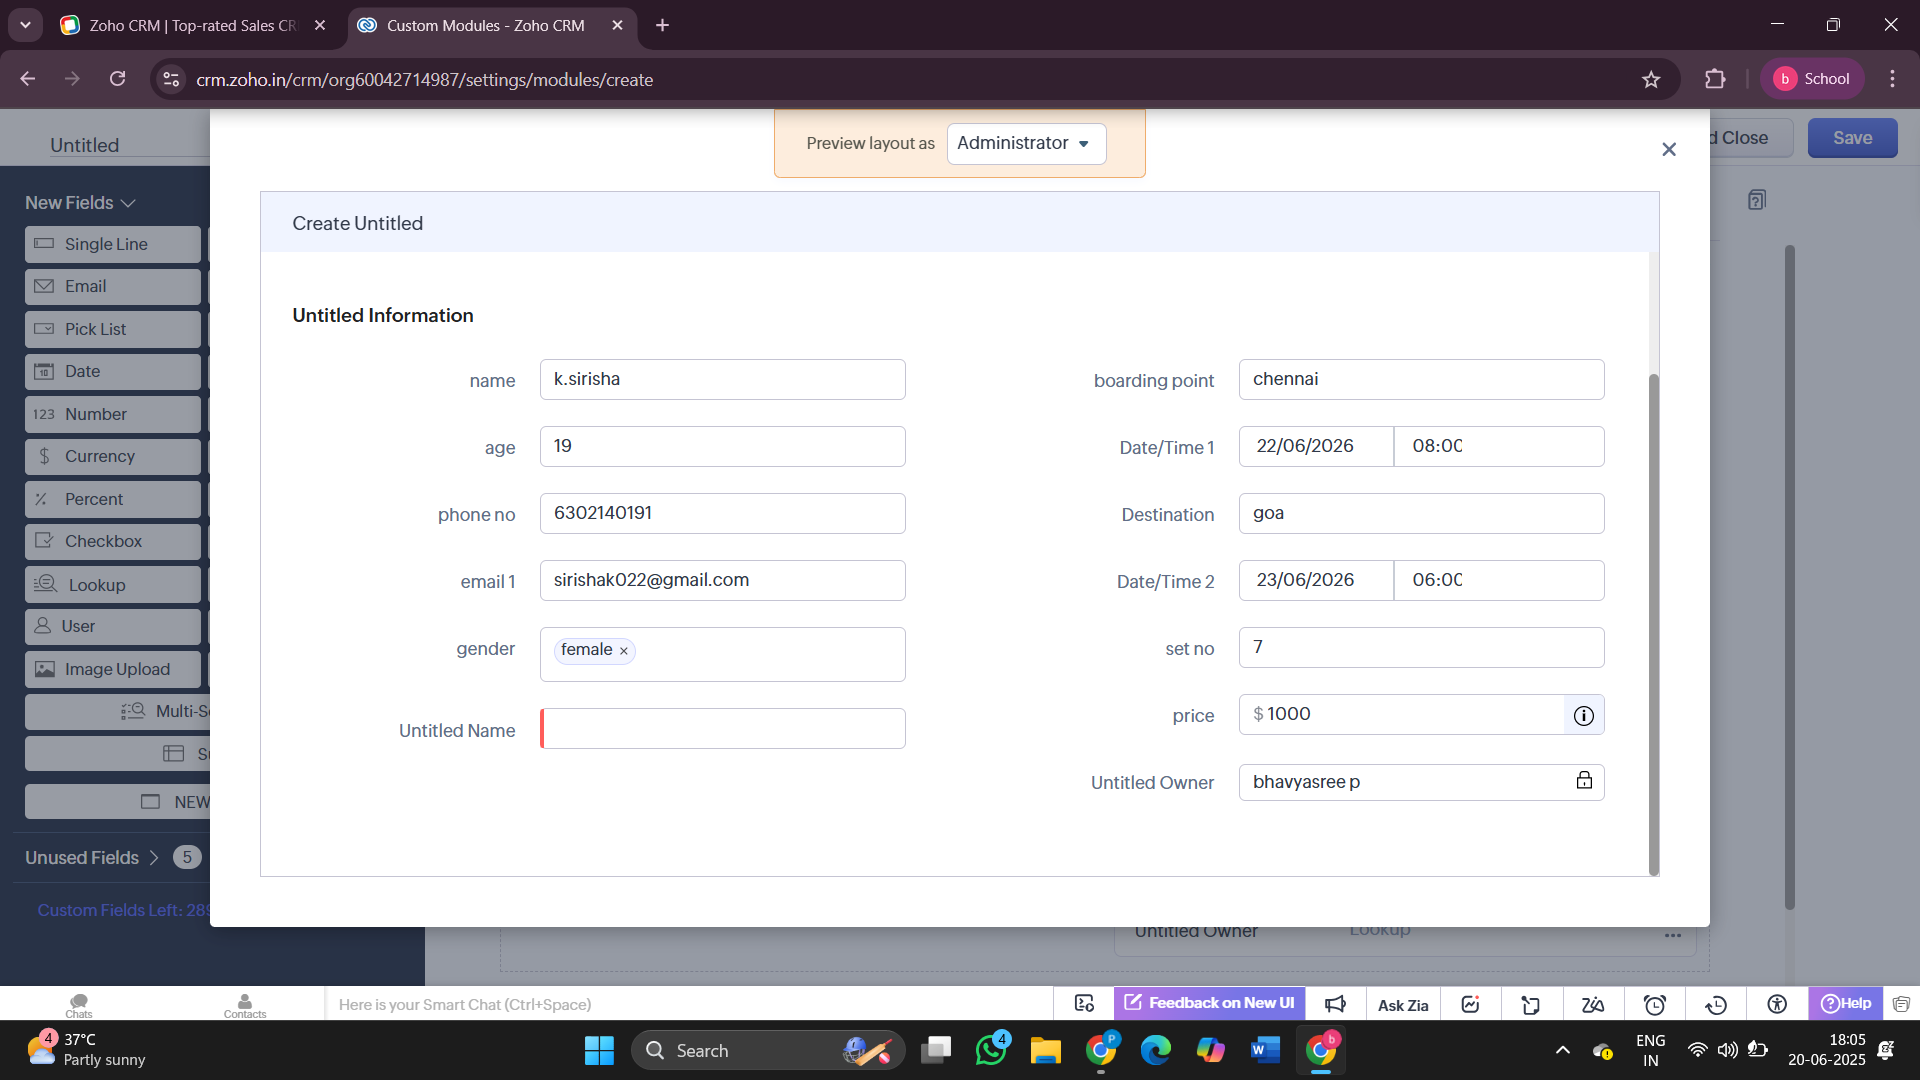 Zoho CRM | Top-rated Sales CR
Custom Modules - Zoho CRM
crm.zoho.in/crm/org60042714987/settings/modules/create
b School
Untitled
Preview layout as Administrator
d Close
Save
New Fields
Single Line
Email
Pick List
Date
123 Number
$ Currency
% Percent
Checkbox
Lookup
User
Image Upload
Multi-S
S
NEW
Unused Fields > 5
Custom Fields Left: 289
Create Untitled
Untitled Information
name k.sirisha
boarding point chennai
age 19
Date/Time 1 22/06/2026 08:00
phone no 6302140191
Destination goa
email 1 sirishak022@gmail.com
Date/Time 2 23/06/2026 06:00
gender female ×
set no 7
Untitled Name
price $ 1000
Untitled Owner bhavyasree p
Untitled Owner Lookup
Chats
Contacts
Here is your Smart Chat (Ctrl+Space)
Feedback on New UI
Ask Zia
Help
4
37°C
Partly sunny
Search
4
P
b
ENG
IN
18:05
20-06-2025